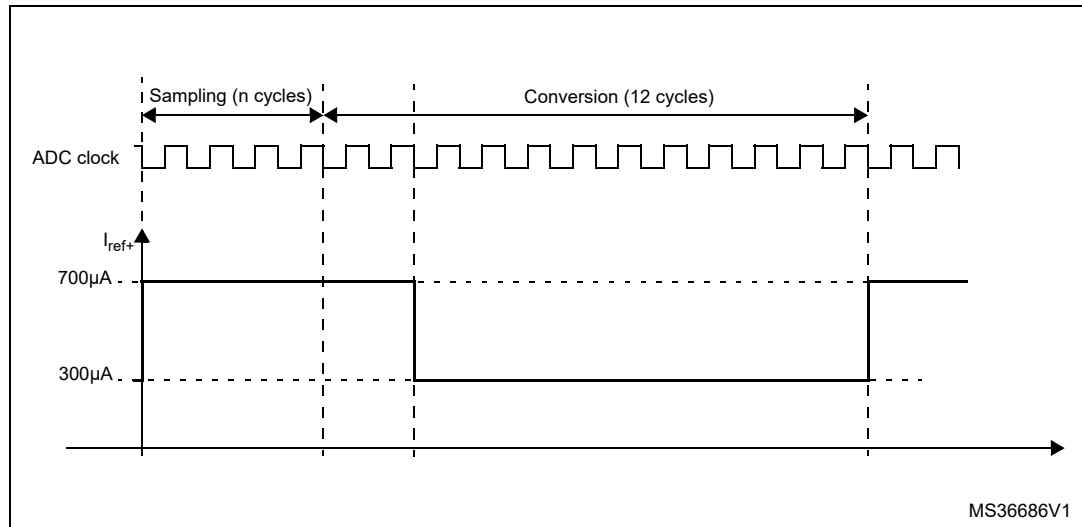 Sampling (n cycles)
Conversion (12 cycles)
ADC clock
Iref+
700µA
300µA
MS36686V1